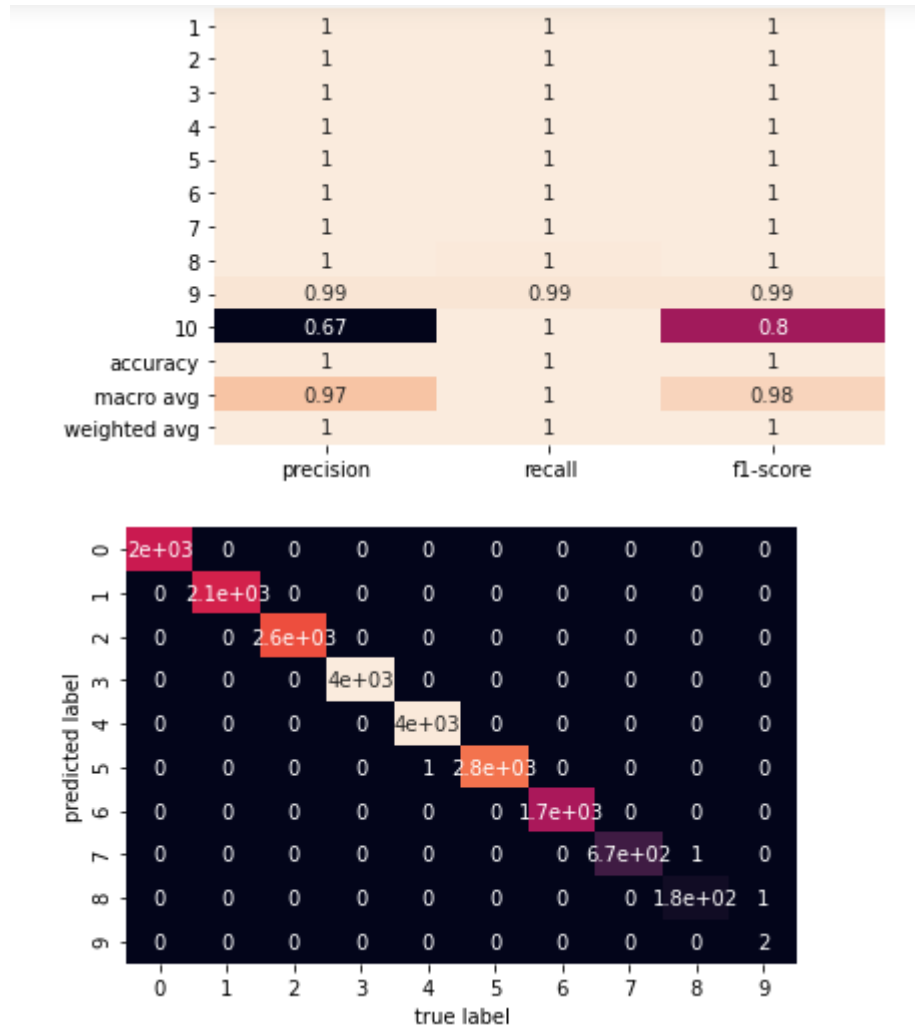 1 1 1 1
2 1 1 1
3 1 1 1
4 1 1 1
5 1 1 1
6 1 1 1
7 1 1 1
8 1 1 1
9 0.99 0.99 0.99
10 0.67 1 0.8
accuracy 1 1 1
macro avg 0.97 1 0.98
weighted avg 1 1 1
precision recall f1-score
0 2e+03 0 0 0 0 0 0 0 0 0
1 0 2.1e+03 0 0 0 0 0 0 0 0
2 0 0 2.6e+03 0 0 0 0 0 0 0
3 0 0 0 4e+03 0 0 0 0 0 0
4 0 0 0 0 4e+03 0 0 0 0 0
5 0 0 0 0 1 2.8e+03 0 0 0 0
6 0 0 0 0 0 0 1.7e+03 0 0 0
7 0 0 0 0 0 0 0 6.7e+02 1 0
8 0 0 0 0 0 0 0 0 1.8e+02 1
9 0 0 0 0 0 0 0 0 0 2
predicted label
0 1 2 3 4 5 6 7 8 9
true label